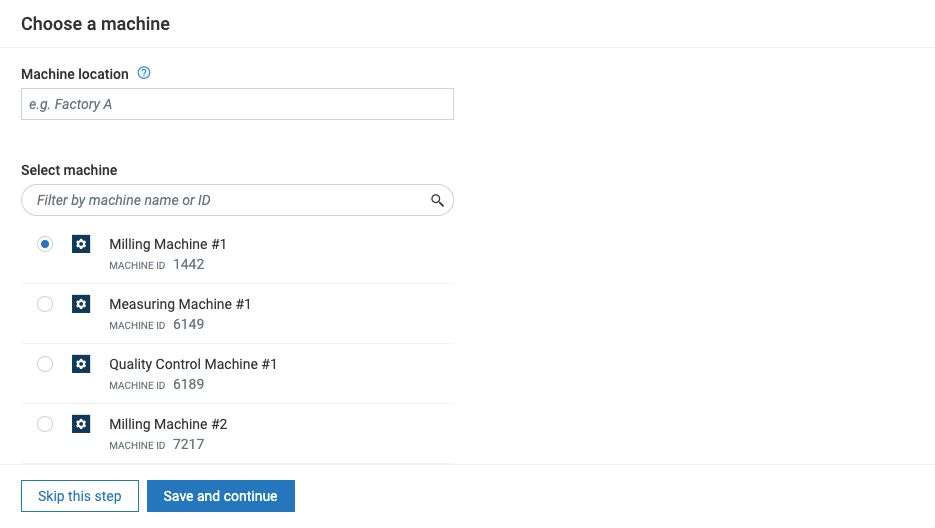 Choose a machine
Machine location
e.g. Factory A
Select machine
Filter by machine name or ID
Milling Machine #1
MACHINE ID 1442
Measuring Machine #1
MACHINE ID 6149
Quality Control Machine #1
MACHINE ID 6189
Milling Machine #2
MACHINE ID 7217
Skip this step Save and continue